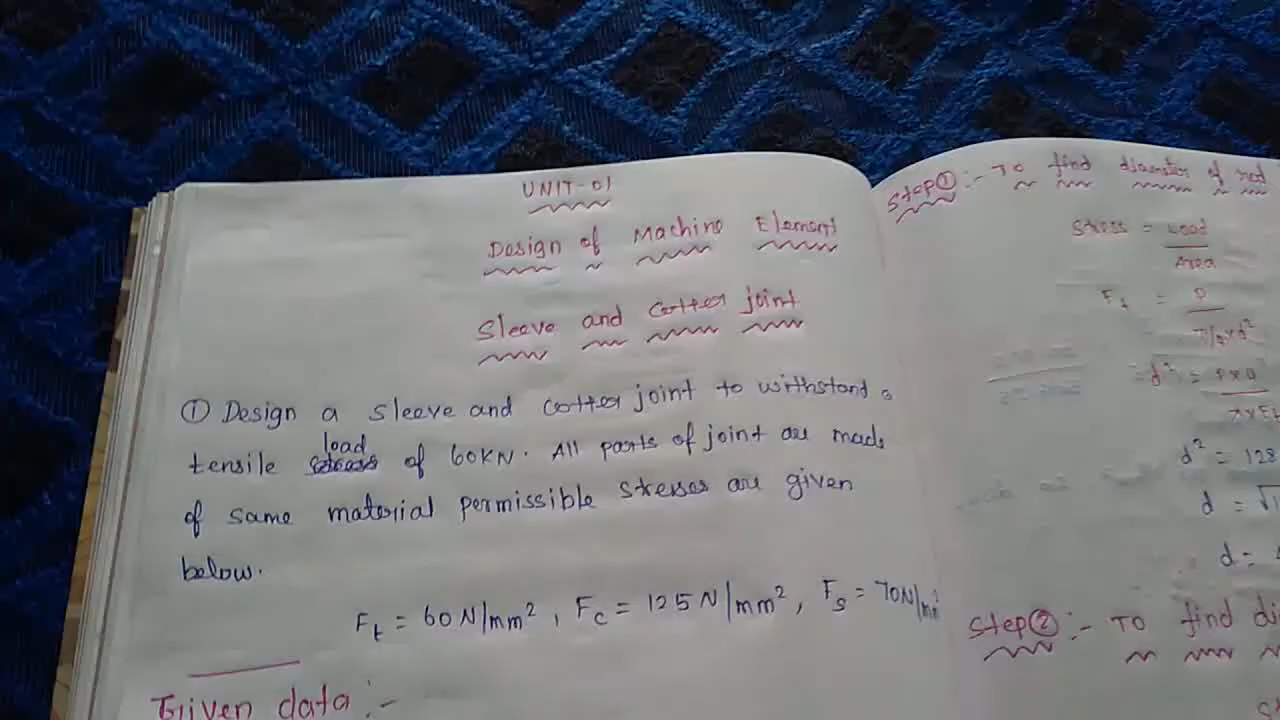 UNIT-01
Design of Machine Element
Sleeve and Cotter joint
① Design a sleeve and cotter joint to withstand a
load
tensile of 60KN. All parts of joint are made
of same material permissible stresses are given
below.
Ft = 60 N/mm², Fc = 125 N/mm², Fs = 70N/
Given data :-
Step① :- To find diameter of rod
Stress = Load
Area
Ft = P
d² =
d² = 128
d = √
d =
Step② :- To find di